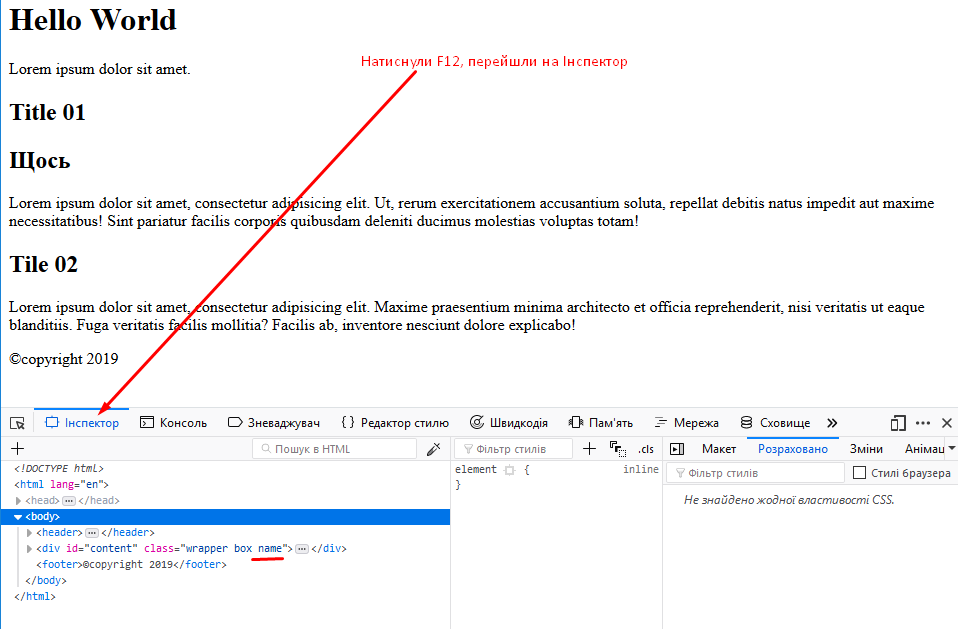 Hello World
Натиснули F12, перейшли на Інспектор
Lorem ipsum dolor sit amet.
Title 01
Щось
Lorem ipsum dolor sit amet, consectetur adipisicing elit. Ut, rerum exercitationem accusantium soluta, repellat debitis natus impedit aut maxime
necessitatibus! Sint pariatur facilis corporis quibusdam deleniti ducimus molestias voluptas totam!
Tile 02
Lorem ipsum dolor sit amet, consectetur adipisicing elit. Maxime praesentium minima architecto et officia reprehenderit, nisi veritatis ut eaque
blanditiis. Fuga veritatis facilis mollitia? Facilis ab, inventore nesciunt dolore explicabo!
©copyright 2019
Інспектор Консоль Зневаджувач {} Редактор стилю Швидкодія Пам'ять Мережа Сховище
Пошук в HTML Фільтр стилів .cls Макет Розраховано Зміни Анімац
<!DOCTYPE html>
<html lang="en">
<head></head>
<body>
<header></header>
<div id="content" class="wrapper box name"></div>
<footer>©copyright 2019</footer>
</body>
</html>
element { inline
}
Фільтр стилів Стилі браузера
Не знайдено жодної властивості CSS.